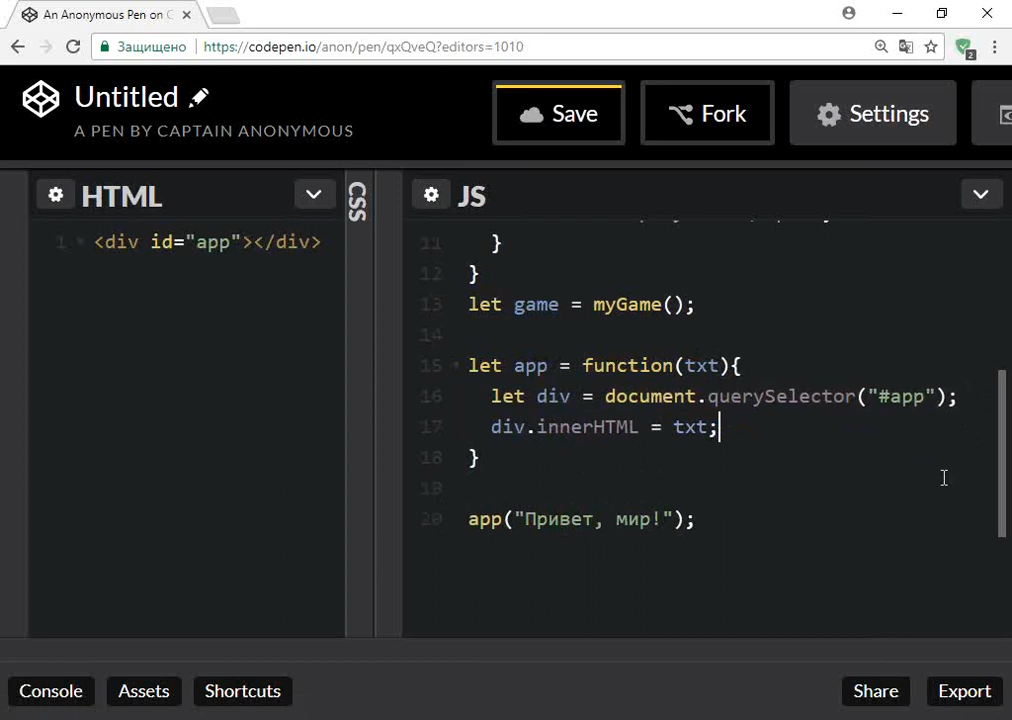 An Anonymous Pen on C
Защищено https://codepen.io/anon/pen/qxQveQ?editors=1010
2
Untitled
A PEN BY CAPTAIN ANONYMOUS
Save
Fork
Settings
HTML
CSS
JS
1 <div id="app"></div>
11 }
12 }
13 let game = myGame();
14
15 let app = function(txt){
16 let div = document.querySelector("#app");
17 div.innerHTML = txt;
18 }
19
20 app("Привет, мир!");
Console Assets Shortcuts Share Export